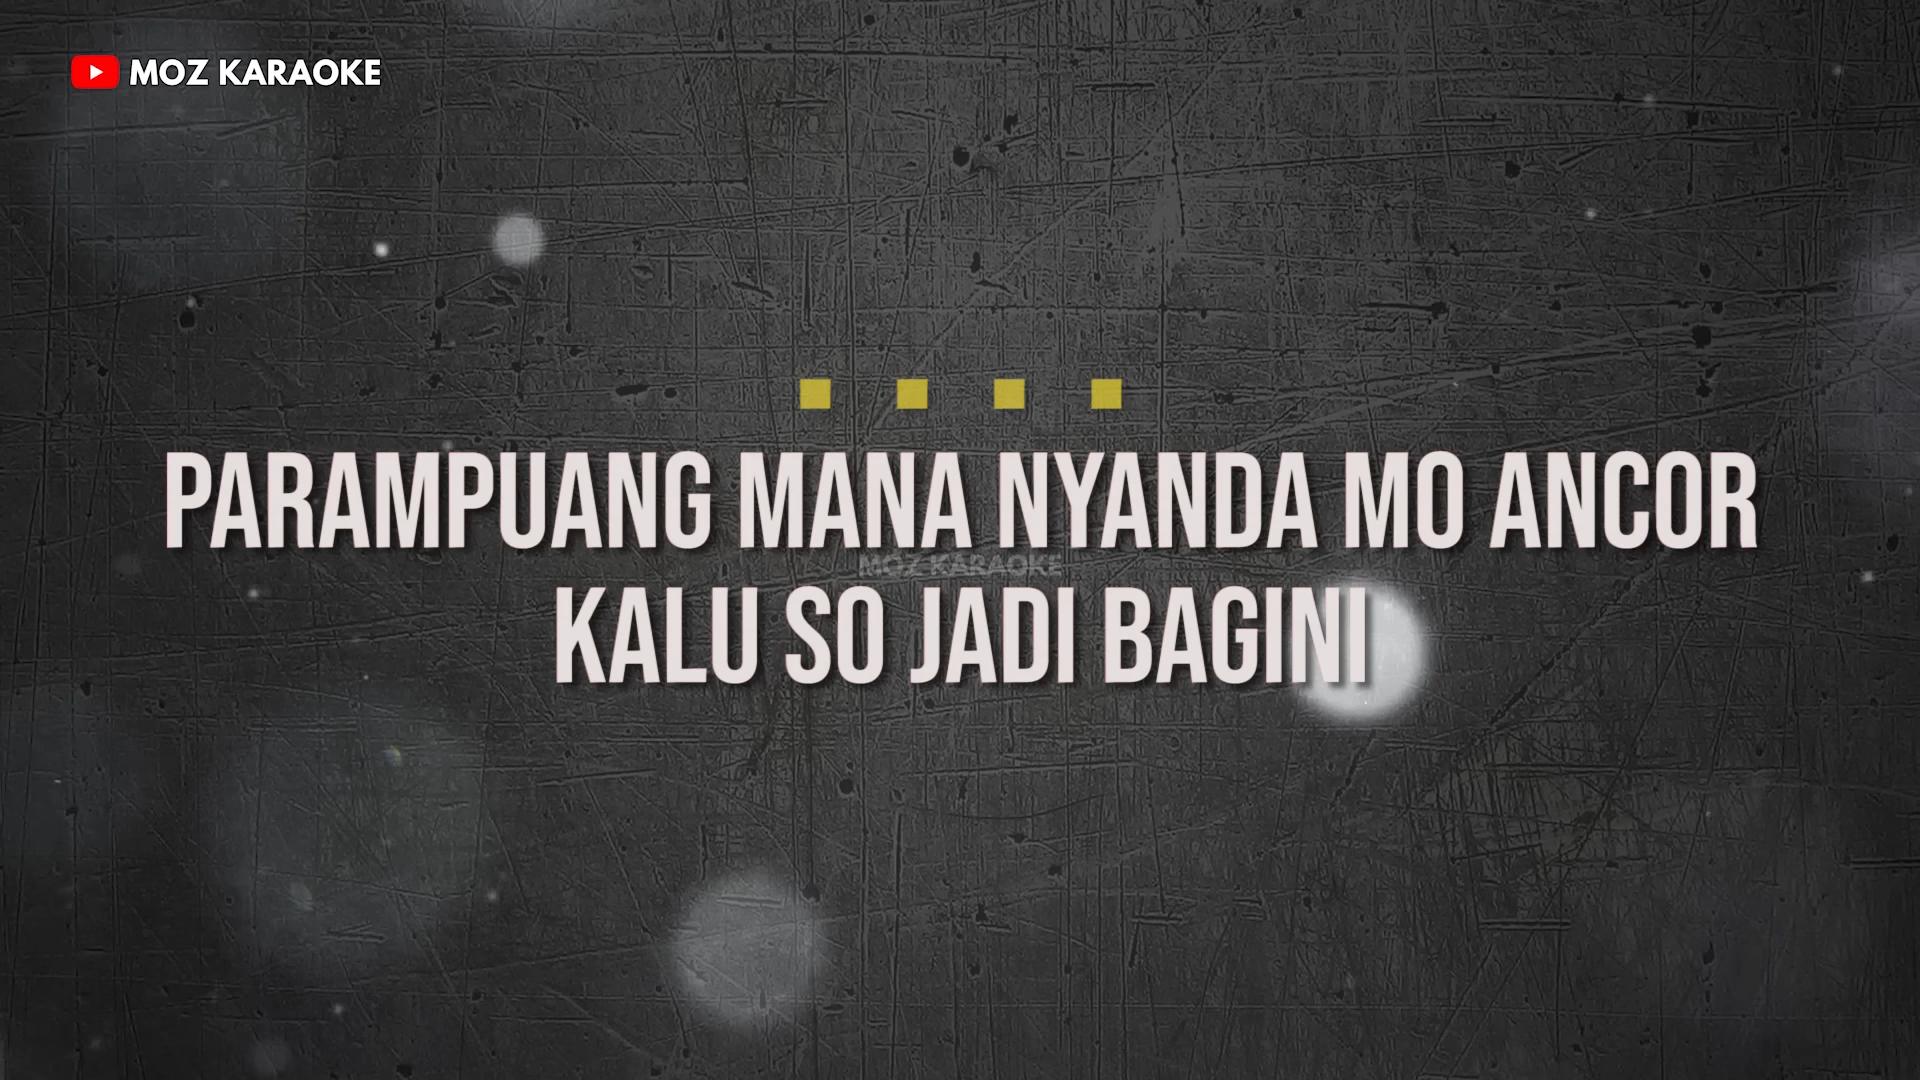 MOZ KARAOKE
PARAMPUANG MANA NYANDA MO ANCOR
MOZ KARAOKE
KALU SO JADI BAGINI